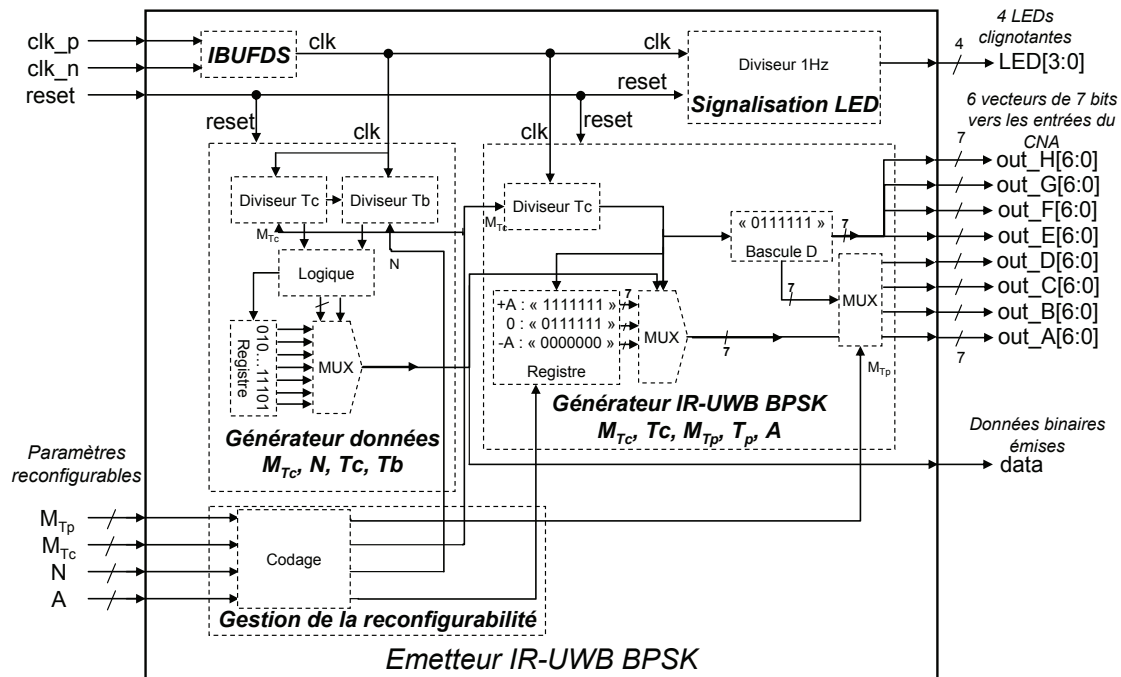 4 LEDs
clignotantes
clk_p
clk_n
reset
IBUFDS
clk
clk
Diviseur 1Hz
Signalisation LED
4
LED[3:0]
reset
reset
clk
clk
reset
6 vecteurs de 7 bits
vers les entrées du
CNA
7
out_H[6:0]
out_G[6:0]
out_F[6:0]
out_E[6:0]
out_D[6:0]
out_C[6:0]
out_B[6:0]
out_A[6:0]
7
Diviseur Tc
Diviseur Tb
MTc
N
Logique
Registre
010...11101
MUX
Générateur données
MTc, N, Tc, Tb
MTc
Diviseur Tc
« 0111111 »
Bascule D
7
7
MUX
+A : « 1111111 »
0 : « 0111111 »
-A : « 0000000 »
Registre
7
MUX
7
MTp
Générateur IR-UWB BPSK
MTc, Tc, MTp, Tp, A
Données binaires
émises
data
Paramètres
reconfigurables
MTp
MTc
N
A
Codage
Gestion de la reconfigurabilité
Emetteur IR-UWB BPSK